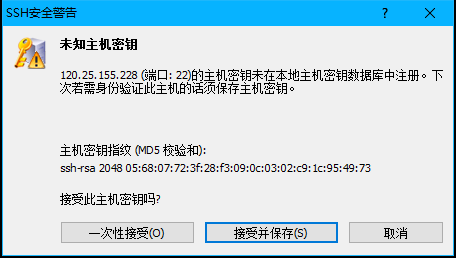 SSH安全警告
未知主机密钥
120.25.155.228 (端口: 22)的主机密钥未在本地主机密钥数据库中注册。下
次若需身份验证此主机的话须保存主机密钥。
主机密钥指纹 (MD5 校验和):
ssh-rsa 2048 05:68:07:72:3f:28:f3:09:0c:03:02:c9:1c:95:49:73
接受此主机密钥吗?
一次性接受(O) 接受并保存(S) 取消